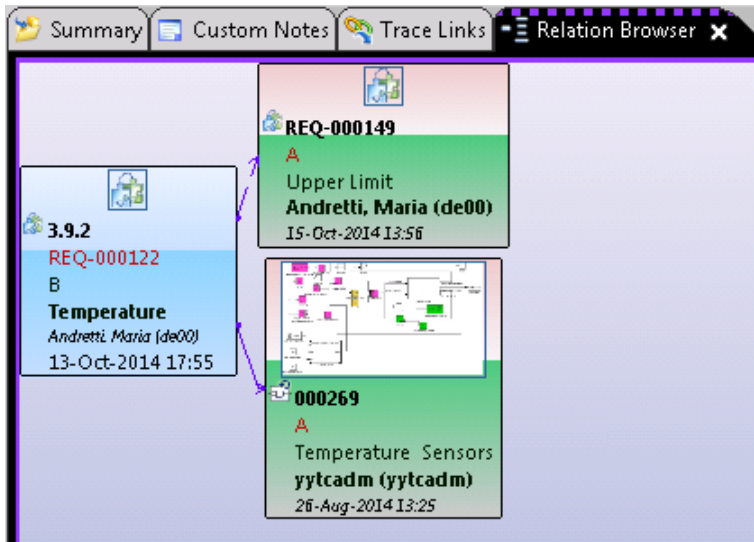 Summary
Custom Notes
Trace Links
Relation Browser
REQ-000149
A
Upper Limit
Andretti, Maria (de00)
15-Oct-2014 13:56
3.9.2
REQ-000122
B
Temperature
Andretti, Maria (de00)
13-Oct-2014 17:55
000269
A
Temperature Sensors
yytcadm (yytcadm)
26-Aug-2014 13:25